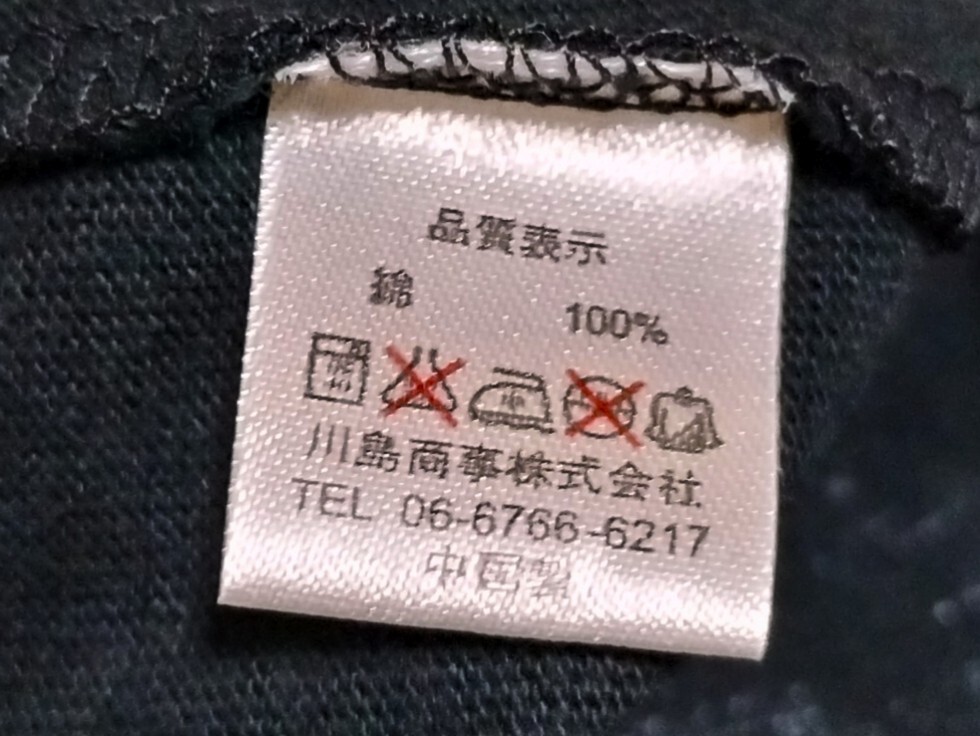 品質表示
綿 100%
川島商事株式会社
TEL 06-6766-6217
中国製